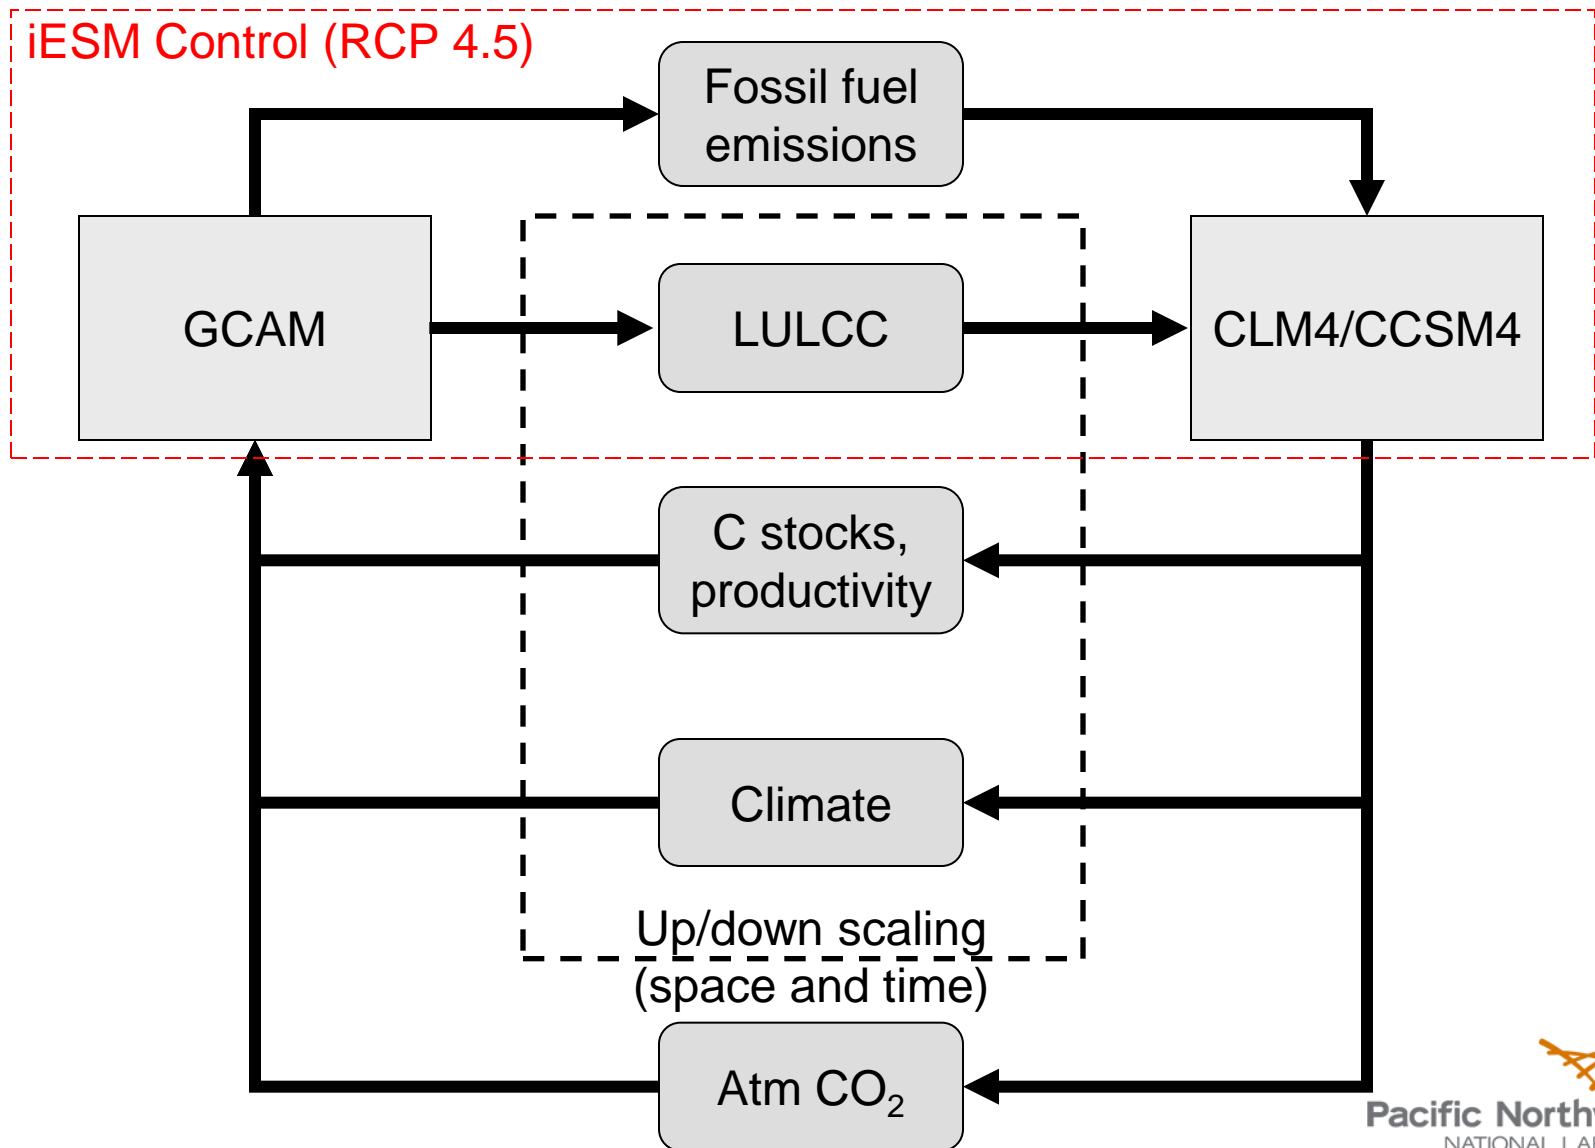 iESM Control (RCP 4.5)
Fossil fuel
emissions
GCAM
LULCC
CLM4/CCSM4
C stocks,
productivity
Climate
Up/down scaling
(space and time)
Atm CO₂
Pacific
NATIONAL